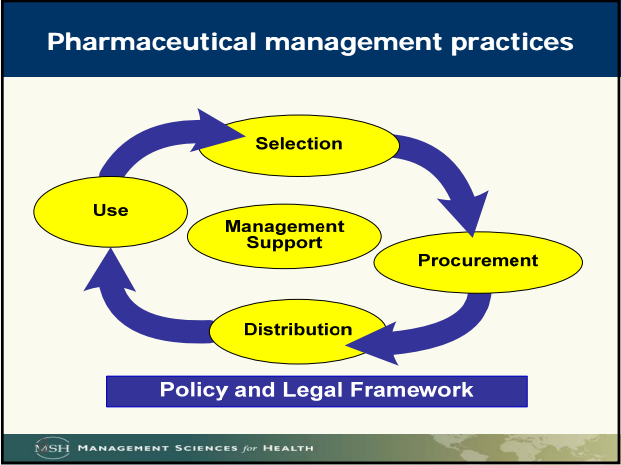 Pharmaceutical management practices
Selection
Use
Management
Support
Procurement
Distribution
Policy and Legal Framework
MSH MANAGEMENT SCIENCES for HEALTH